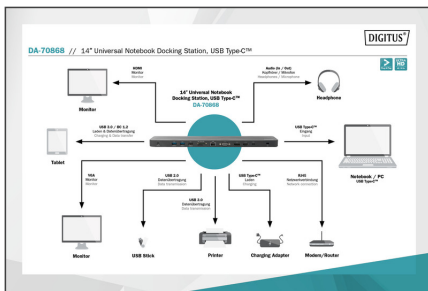 DIGITUS®
DA-70868 // 14" Universal Notebook Docking Station, USB Type-C™
HDMI
Monitor
Monitor
Audio (In / Out)
Kopfhörer / Mikrofon
Headphones / Microphone
Monitor
14" Universal Notebook
Docking Station, USB Type-C™
DA-70868
Headphone
USB 3.0 / BC 1.2
Laden & Datenübertragung
Charging & Data transfer
USB Type-C™
Eingang
Input
Tablet
Notebook / PC
USB Type-C™
VGA
Monitor
Monitor
USB 2.0
Datenübertragung
Data transmission
USB 3.0
Datenübertragung
Data transmission
USB Type-C™
Laden
Charging
RJ45
Netzwerkverbindung
Network connection
Monitor
USB Stick
Printer
Charging Adapter
Modem/Router